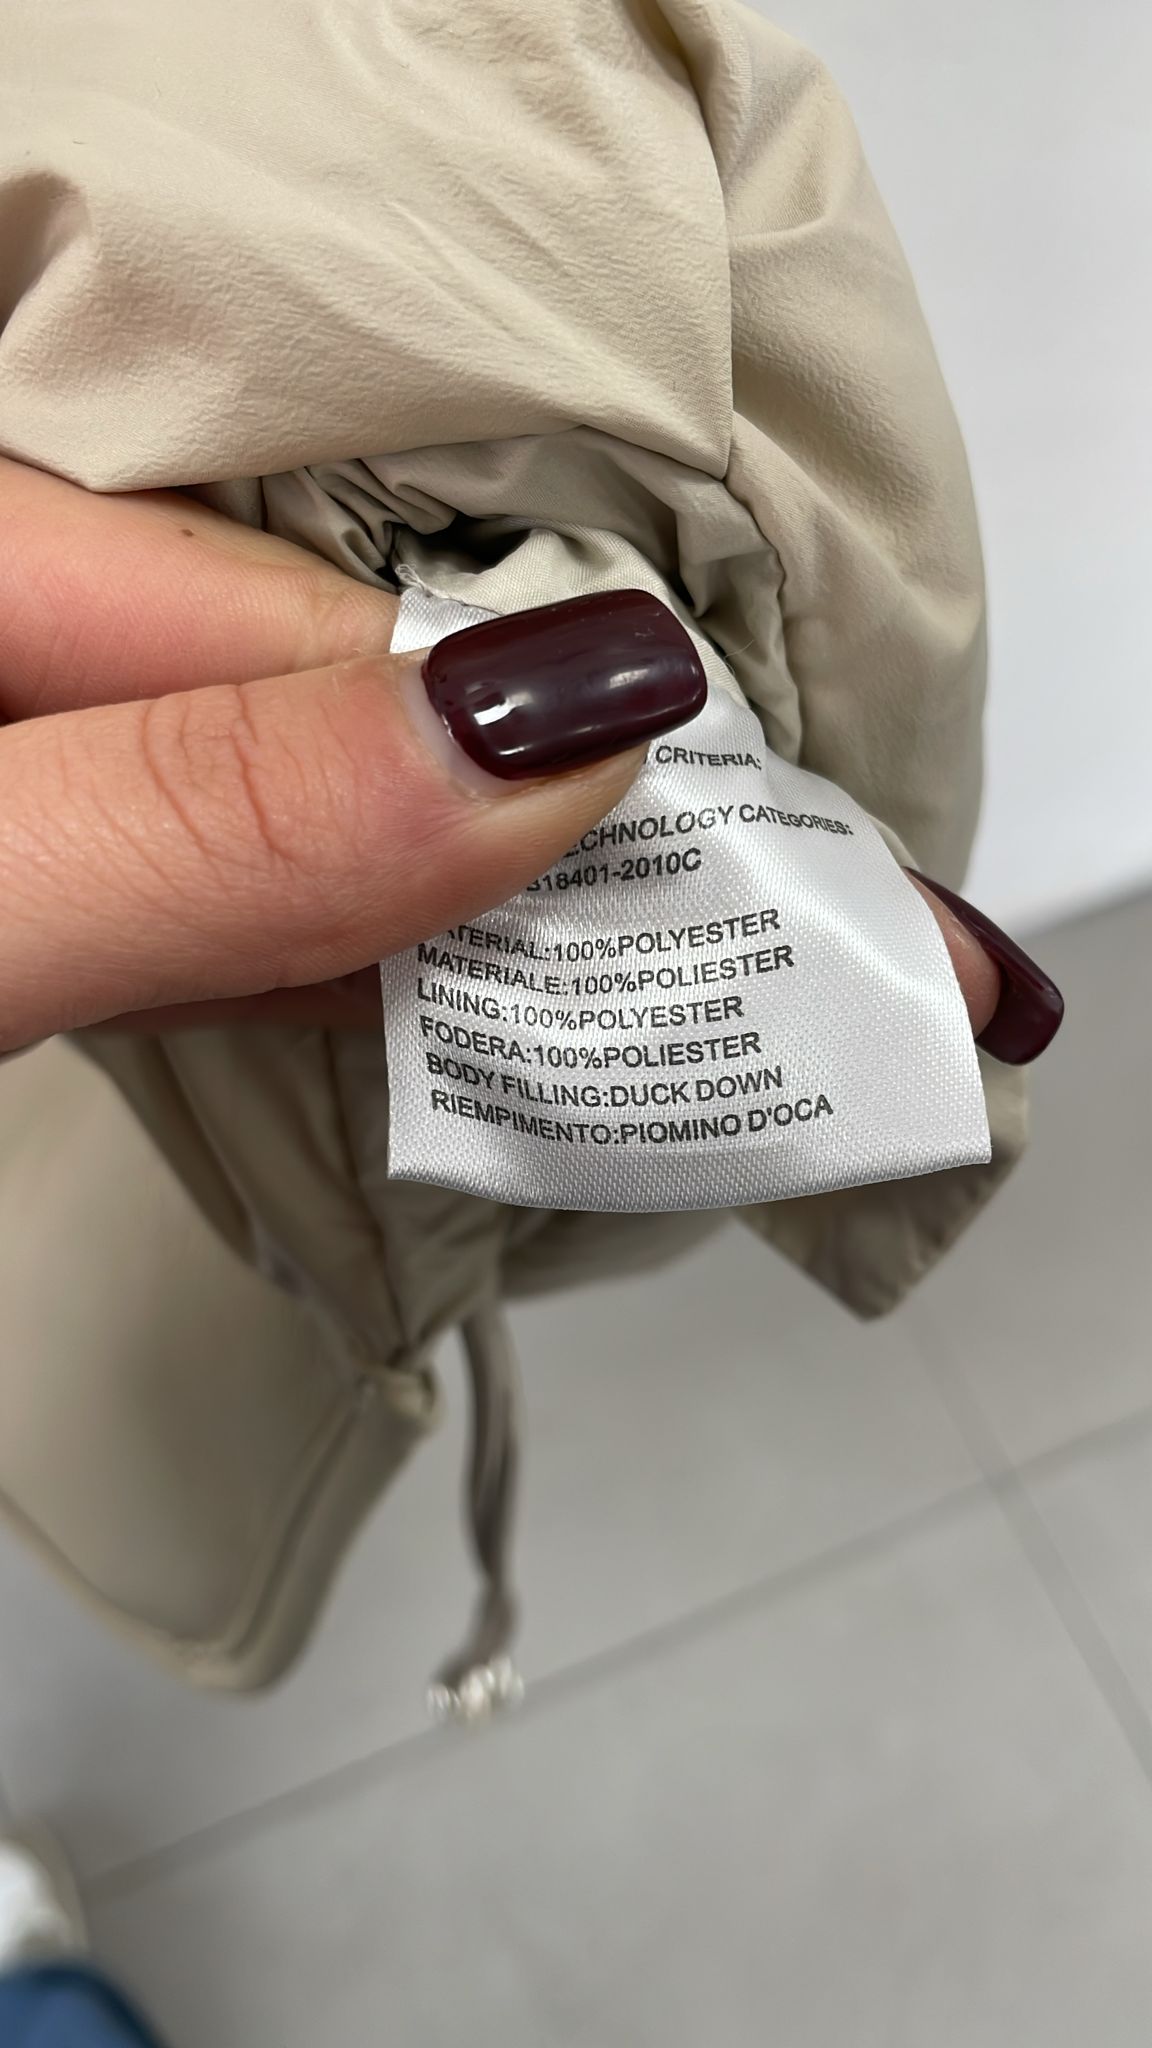 CRITERIA:
CATEGORIES:
18401-2010C
MATERIAL:100%POLYESTER
MATERIALE:100%POLIESTER
LINING:100%POLYESTER
FODERA:100%POLIESTER
BODY FILLING:DUCK DOWN
RIEMPIMENTO:PIOMINO D'OCA